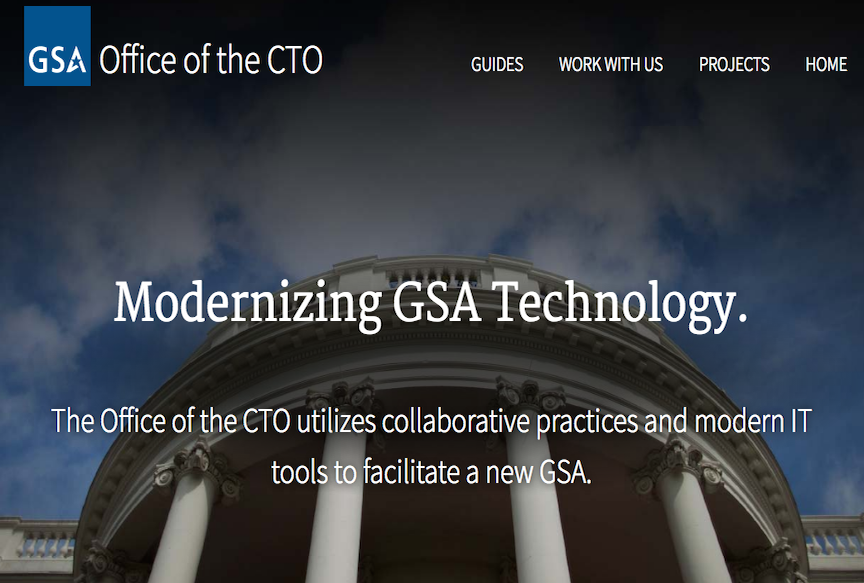 GSA Office of the CTO
GUIDES WORK WITH US PROJECTS HOME
Modernizing GSA Technology.
The Office of the CTO utilizes collaborative practices and modern IT
tools to facilitate a new GSA.